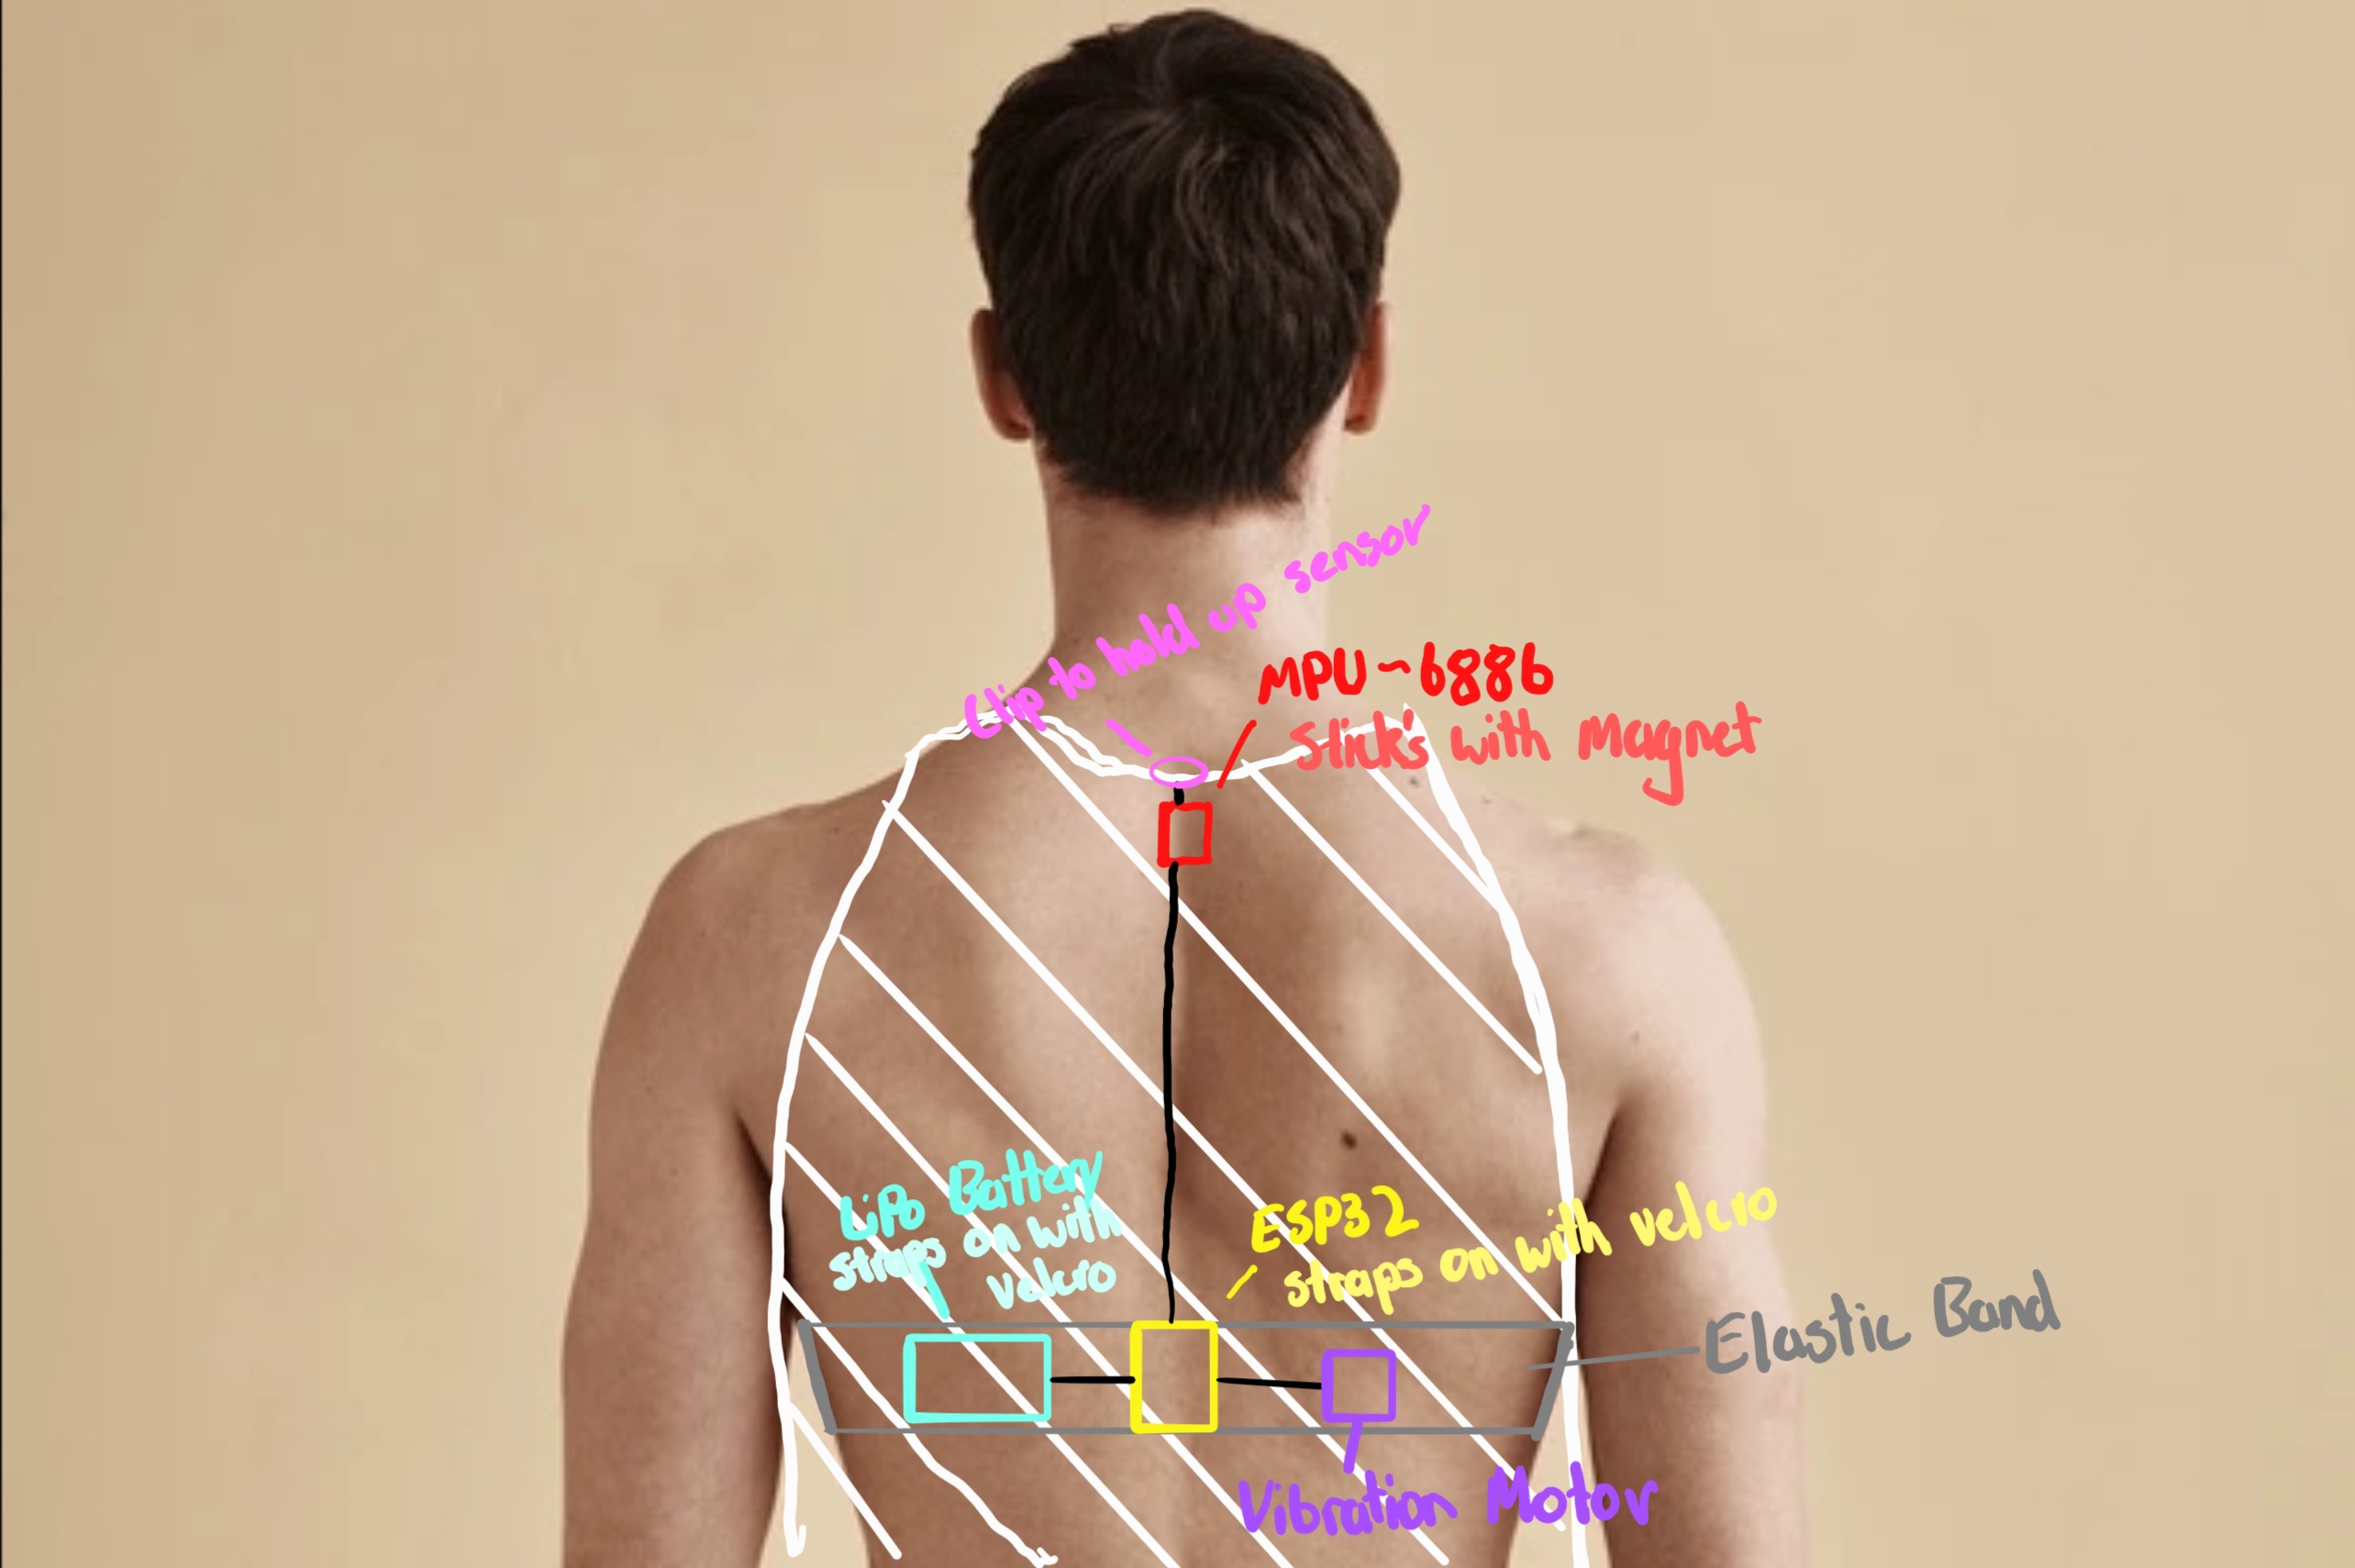 Clip to hold up sensor
MPU-6886
Stick's with Magnet
LiPo Battery
straps on with
velcro
ESP32
straps on with velcro
Elastic Band
Vibration Motor